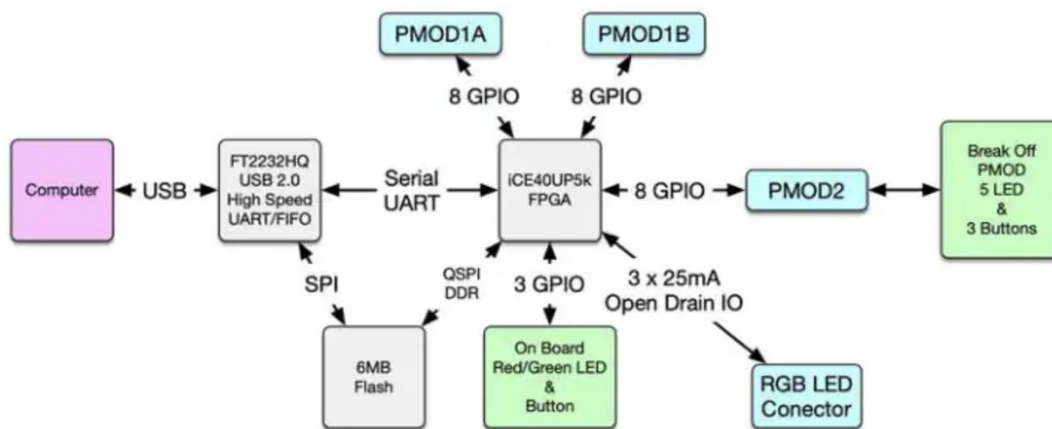 PMOD1A
PMOD1B
8 GPIO
8 GPIO
Computer
USB
FT2232HQ
USB 2.0
High Speed
UART/FIFO
Serial
UART
iCE40UP5k
FPGA
8 GPIO
PMOD2
Break Off
PMOD
5 LED
&
3 Buttons
SPI
QSPI
DDR
3 GPIO
3 x 25mA
Open Drain IO
6MB
Flash
On Board
Red/Green LED
&
Button
RGB LED
Conector